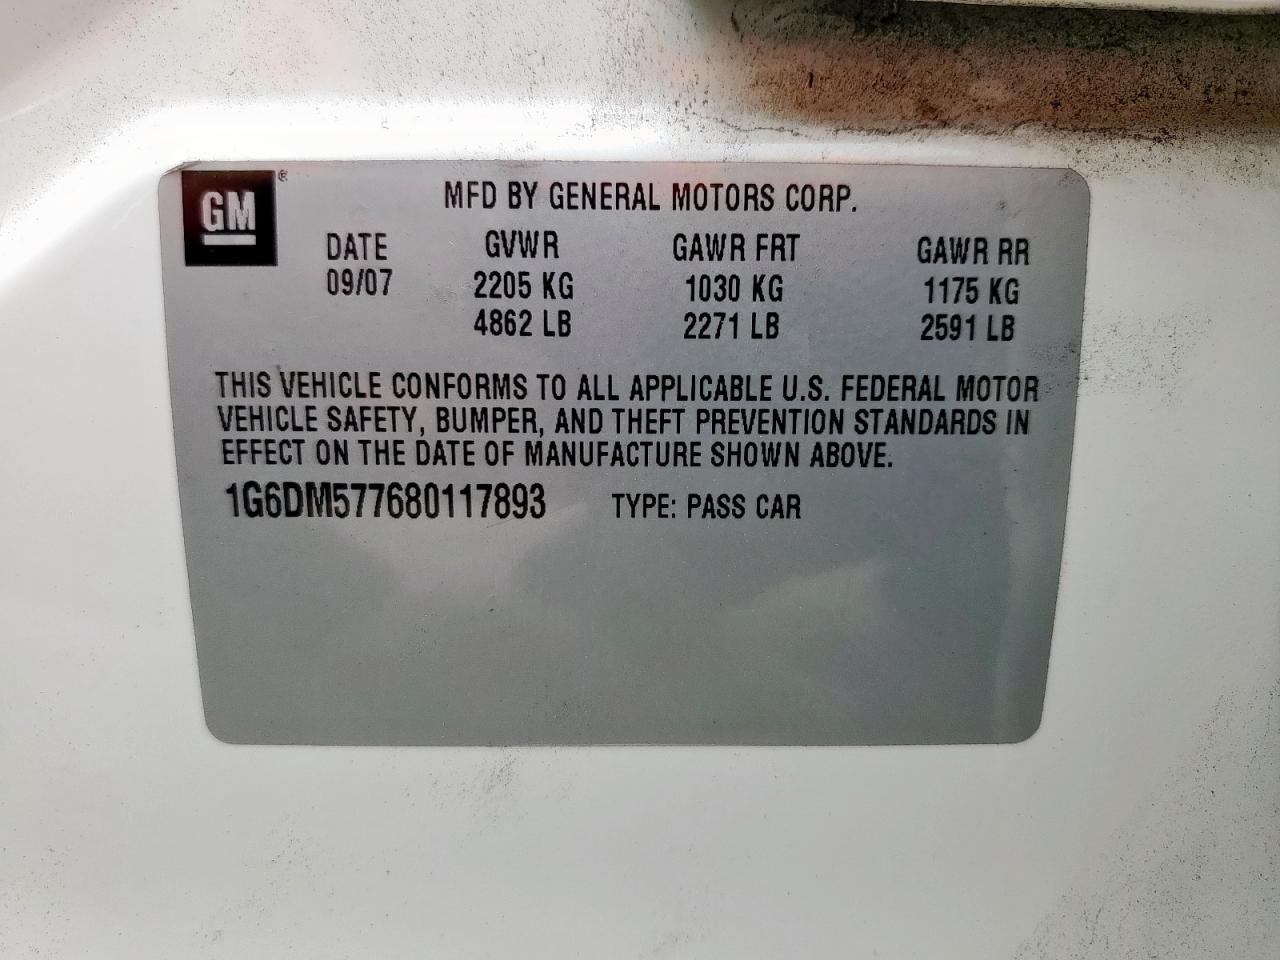 GM®
MFD BY GENERAL MOTORS CORP.
DATE GVWR GAWR FRT GAWR RR
09/07 2205 KG 1030 KG 1175 KG
4862 LB 2271 LB 2591 LB
THIS VEHICLE CONFORMS TO ALL APPLICABLE U.S. FEDERAL MOTOR
VEHICLE SAFETY, BUMPER, AND THEFT PREVENTION STANDARDS IN
EFFECT ON THE DATE OF MANUFACTURE SHOWN ABOVE.
1G6DM577680117893 TYPE: PASS CAR